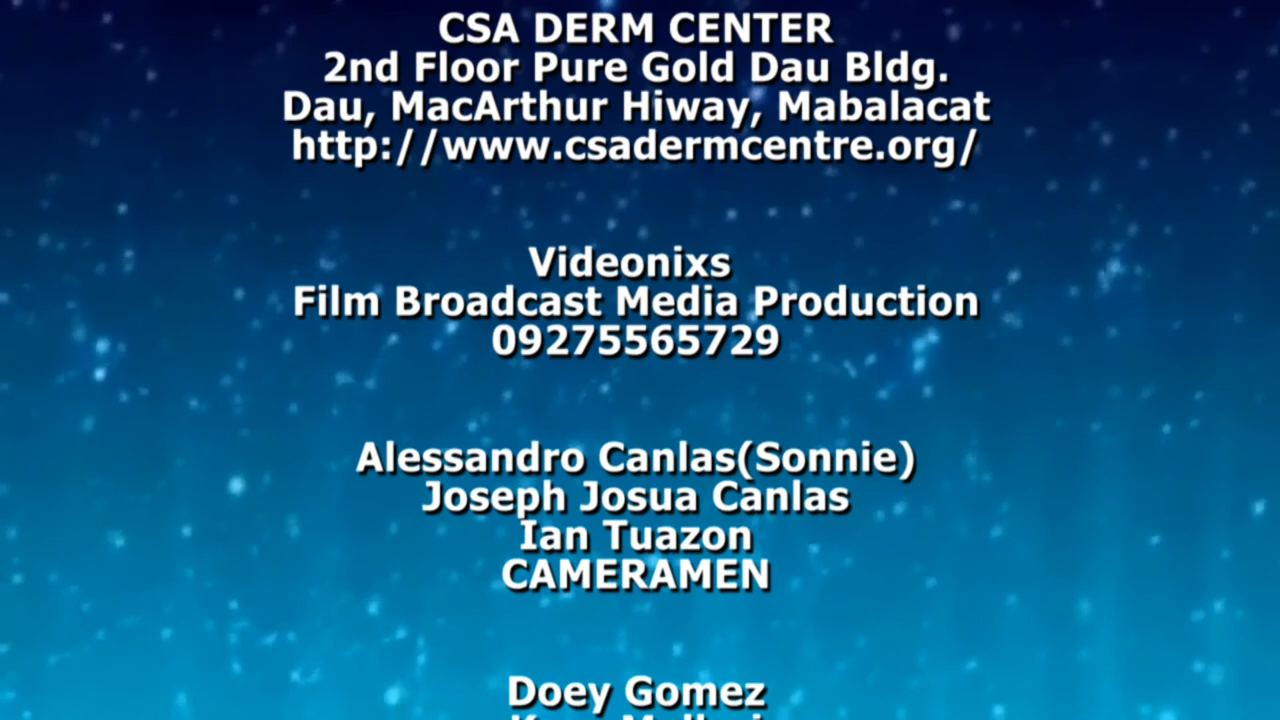 CSA DERM CENTER
2nd Floor Pure Gold Dau Bldg.
Dau, MacArthur Hiway, Mabalacat
http://www.csadermcentre.org/
Videonixs
Film Broadcast Media Production
09275565729
Alessandro Canlas(Sonnie)
Joseph Josua Canlas
Ian Tuazon
CAMERAMEN
Doey Gomez